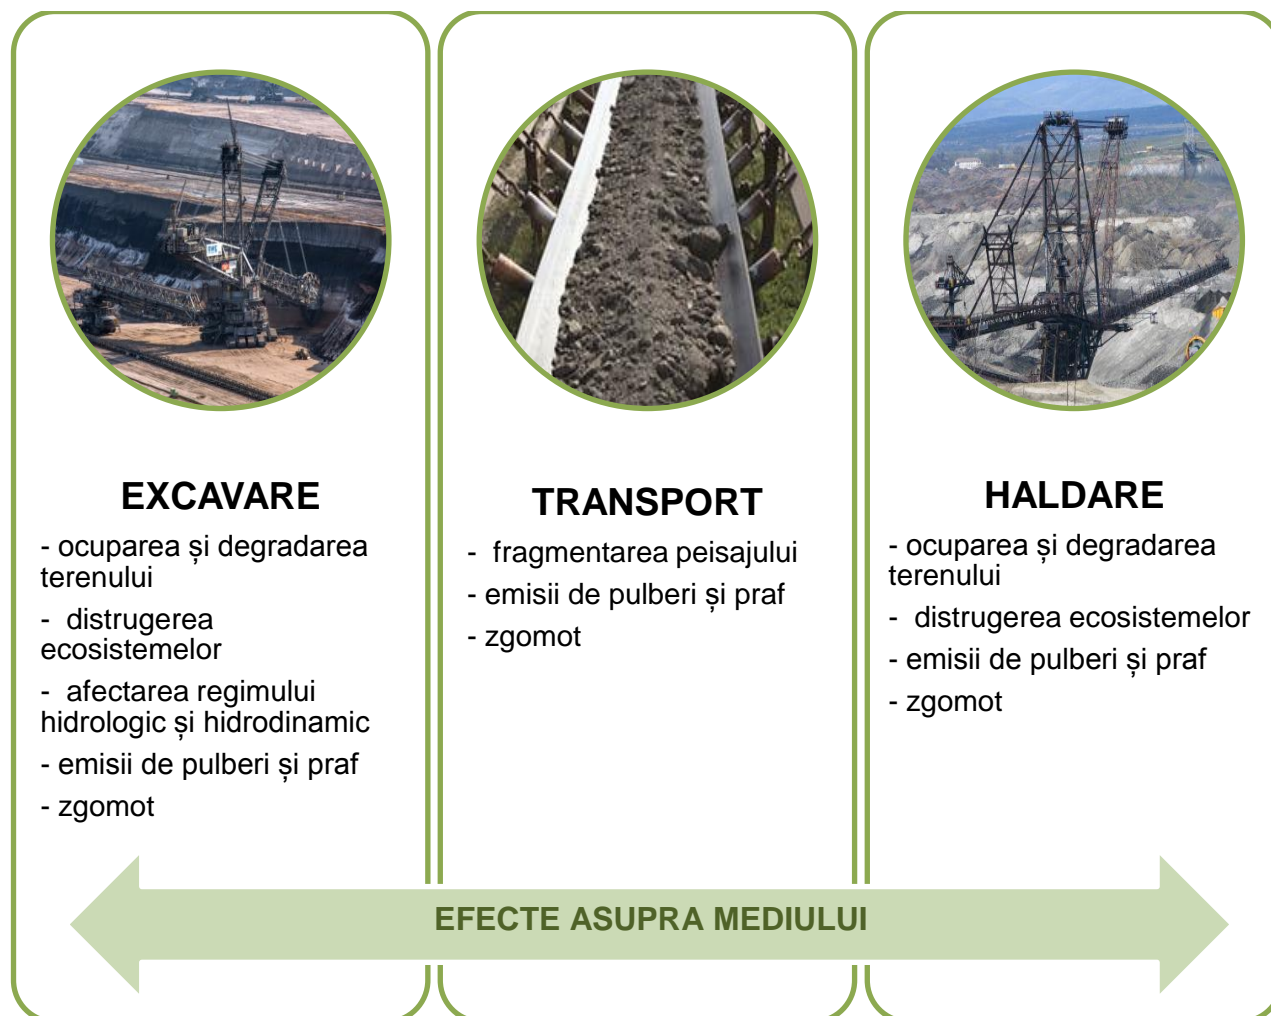 EXCAVARE
- ocuparea și degradarea
terenului
- distrugerea
ecosistemelor
- afectarea regimului
hidrologic și hidrodinamic
- emisii de pulberi și praf
- zgomot
TRANSPORT
- fragmentarea peisajului
- emisii de pulberi și praf
- zgomot
HALDARE
- ocuparea și degradarea
terenului
- distrugerea ecosistemelor
- emisii de pulberi și praf
- zgomot
EFECTE ASUPRA MEDIULUI